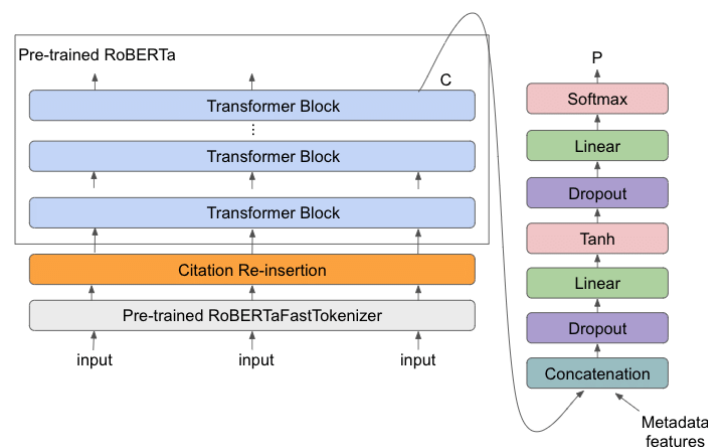 Pre-trained RoBERTa
C
Transformer Block
⋮
Transformer Block
Transformer Block
Citation Re-insertion
Pre-trained RoBERTaFastTokenizer
input
input
input
P
Softmax
Linear
Dropout
Tanh
Linear
Dropout
Concatenation
Metadata
features